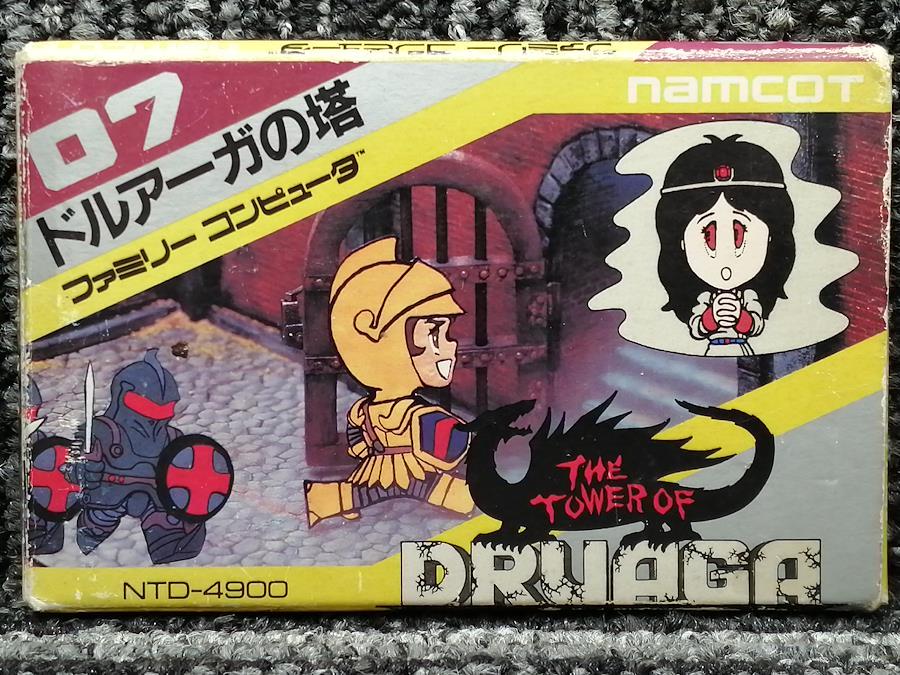 07
namcoT
ドルアーガの塔
ファミリー コンピュータ™
THE
TOWER OF
DRUAGA
NTD-4900